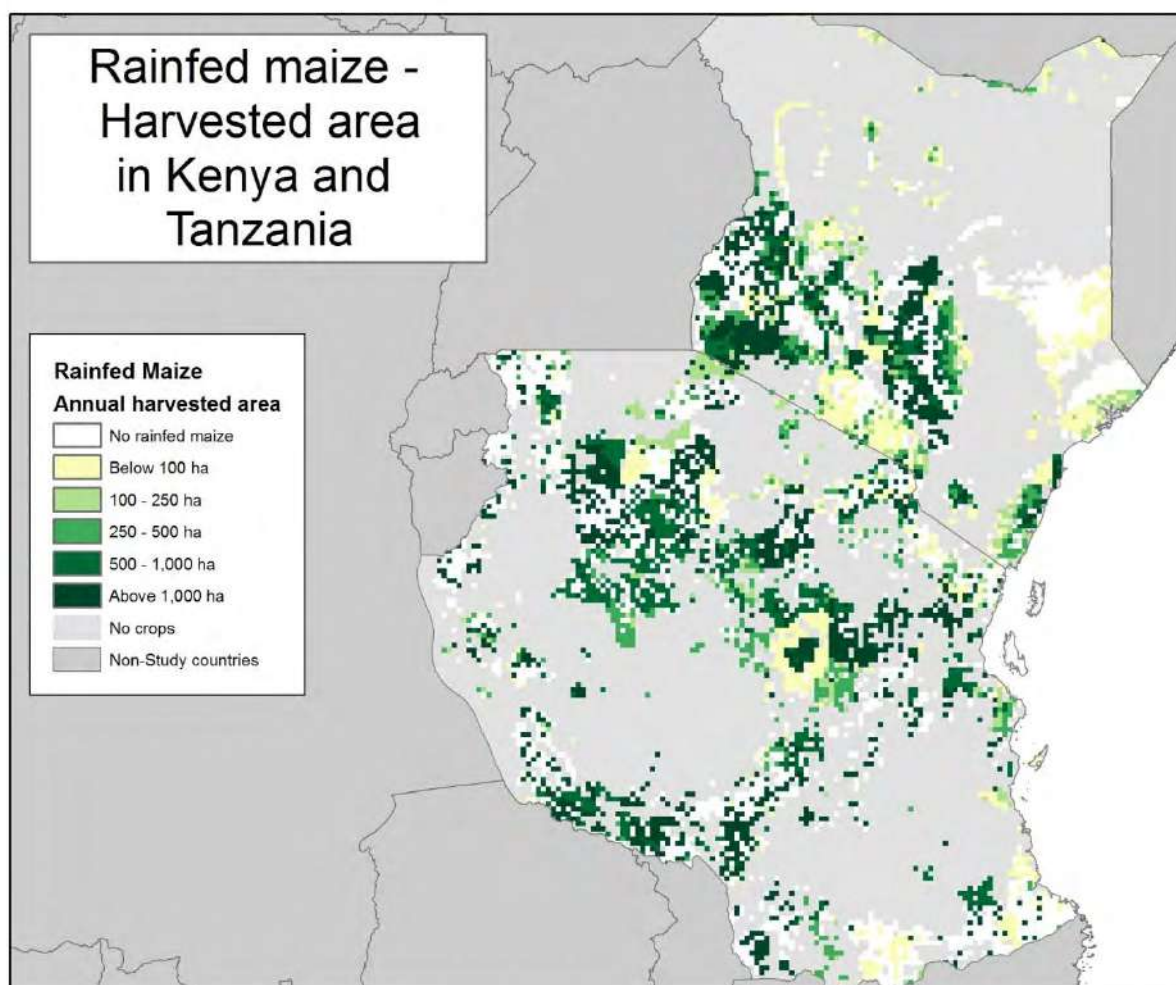 Rainfed maize -
Harvested area
in Kenya and
Tanzania
Rainfed Maize
Annual harvested area
No rainfed maize
Below 100 ha
100 - 250 ha
250 - 500 ha
500 - 1,000 ha
Above 1,000 ha
No crops
Non-Study countries